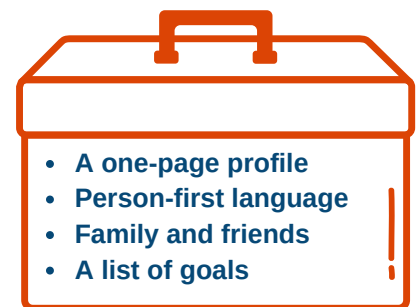 • A one-page profile
• Person-first language
• Family and friends
• A list of goals